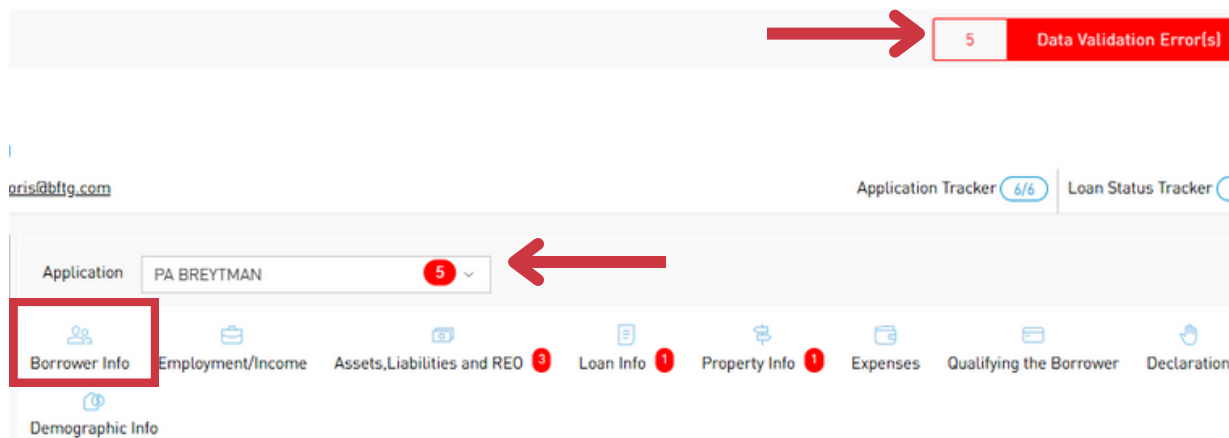 5 Data Validation Error(s)
oris@bftg.com
Application Tracker 6/6 Loan Status Tracker
Application PA BREYTMAN 5
Borrower Info Employment/Income Assets,Liabilities and REO 3 Loan Info 1 Property Info 1 Expenses Qualifying the Borrower Declaration
Demographic Info